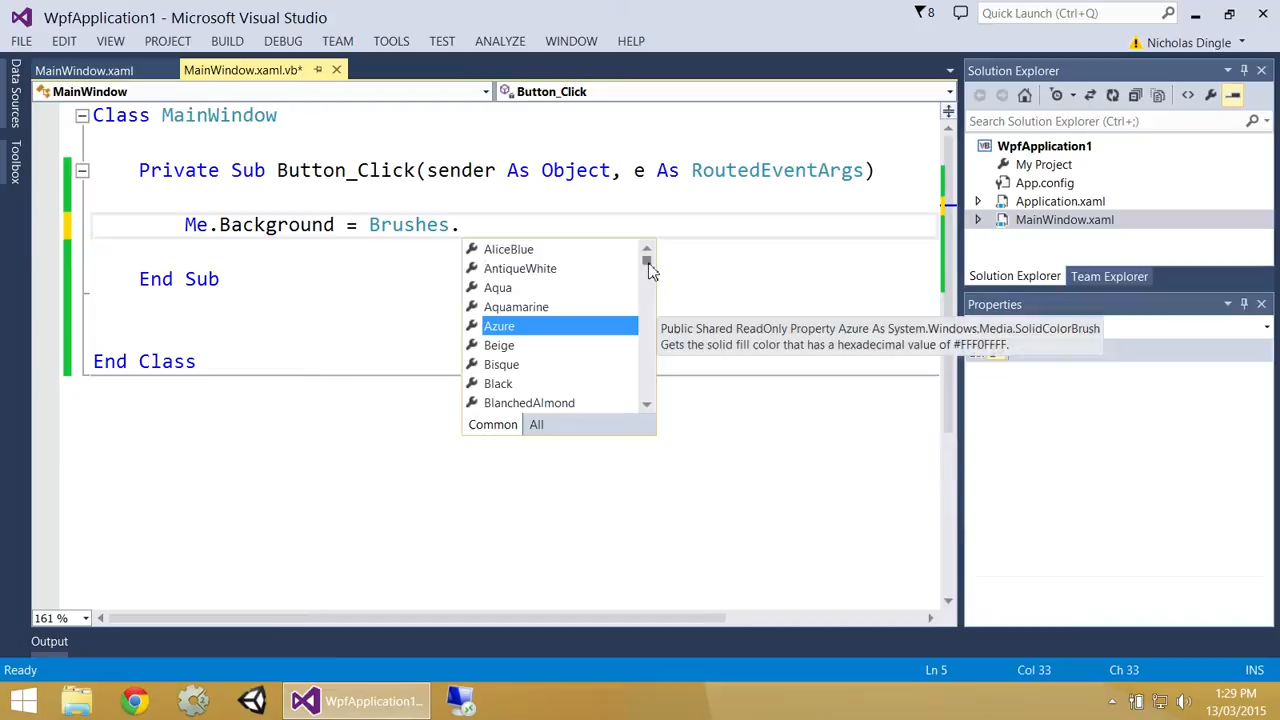 WpfApplication1 - Microsoft Visual Studio
8
Quick Launch (Ctrl+Q)
FILE EDIT VIEW PROJECT BUILD DEBUG TEAM TOOLS TEST ANALYZE WINDOW HELP
Nicholas Dingle
Data Sources
Toolbox
MainWindow.xaml
MainWindow.xaml.vb*
MainWindow
Button_Click
Class MainWindow
Private Sub Button_Click(sender As Object, e As RoutedEventArgs)
Me.Background = Brushes.
End Sub
End Class
AliceBlue
AntiqueWhite
Aqua
Aquamarine
Azure
Beige
Bisque
Black
BlanchedAlmond
Common All
Public Shared ReadOnly Property Azure As System.Windows.Media.SolidColorBrush
Gets the solid fill color that has a hexadecimal value of #FFF0FFFF.
Solution Explorer
Search Solution Explorer (Ctrl+;)
VB WpfApplication1
My Project
App.config
Application.xaml
MainWindow.xaml
Solution Explorer Team Explorer
Properties
161 %
Output
Ready
Ln 5
Col 33
Ch 33
INS
WpfApplication1...
1:29 PM
13/03/2015